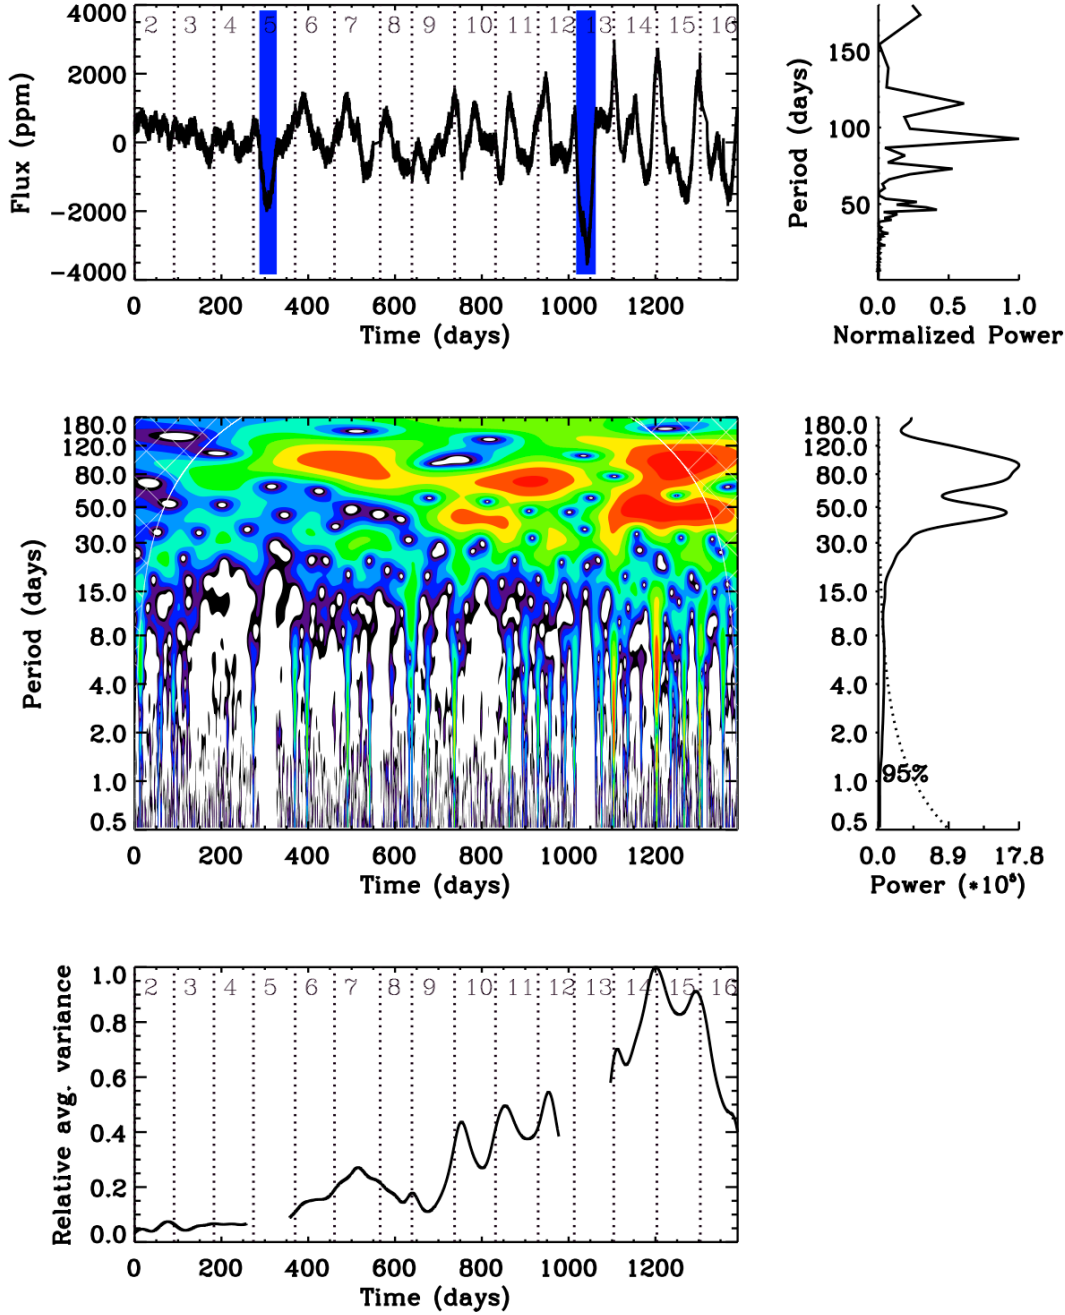 2 3 4 5 6 7 8 9 10 11 12 13 14 15 16
Flux (ppm)
2000
0
−2000
−4000
0 200 400 600 800 1000 1200
Time (days)
Period (days)
150
100
50
0.0 0.5 1.0
Normalized Power
Period (days)
180.0
120.0
80.0
50.0
30.0
15.0
8.0
4.0
2.0
1.0
0.5
0 200 400 600 800 1000 1200
Time (days)
180.0
120.0
80.0
50.0
30.0
15.0
8.0
4.0
2.0
1.0
0.5
95%
0.0 8.9 17.8
Relative avg. variance
1.0
0.8
0.6
0.4
0.2
0.0
2 3 4 5 6 7 8 9 10 11 12 13 14 15 16
0 200 400 600 800 1000 1200
Time (days)